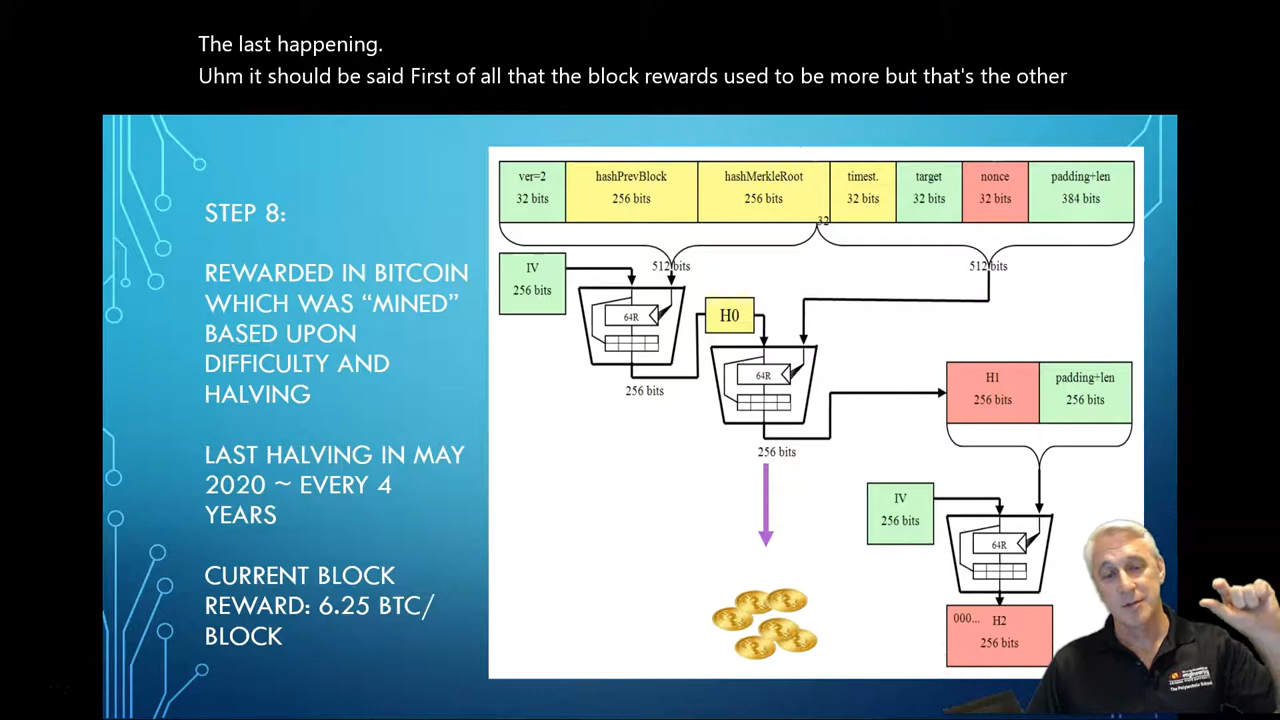 The last happening.
Uhm it should be said First of all that the block rewards used to be more but that's the other
STEP 8:
REWARDED IN BITCOIN
WHICH WAS “MINED”
BASED UPON
DIFFICULTY AND
HALVING
LAST HALVING IN MAY
2020 ~ EVERY 4
YEARS
CURRENT BLOCK
REWARD: 6.25 BTC/
BLOCK
ver=2
32 bits
hashPrevBlock
256 bits
hashMerkleRoot
256 bits
timest.
32 bits
target
32 bits
nonce
32 bits
padding+len
384 bits
32
512 bits
512 bits
IV
256 bits
64R
256 bits
H0
64R
256 bits
H1
256 bits
padding+len
256 bits
IV
256 bits
64R
000... H2
256 bits
The Polytechnic School